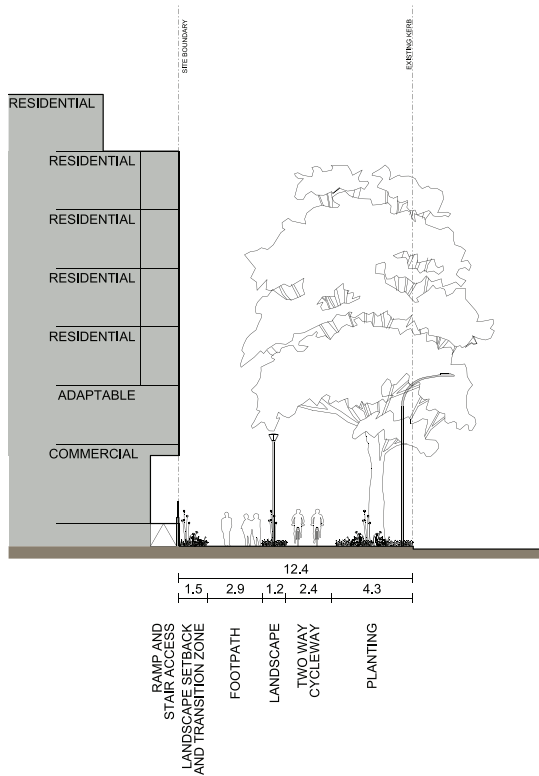 SITE BOUNDARY
EXISTING KERB
RESIDENTIAL
RESIDENTIAL
RESIDENTIAL
RESIDENTIAL
RESIDENTIAL
ADAPTABLE
COMMERCIAL
12.4
1.5
2.9
1.2
2.4
4.3
RAMP AND
STAIR ACCESS
LANDSCAPE SETBACK
AND TRANSITION ZONE
FOOTPATH
LANDSCAPE
TWO WAY
CYCLEWAY
PLANTING